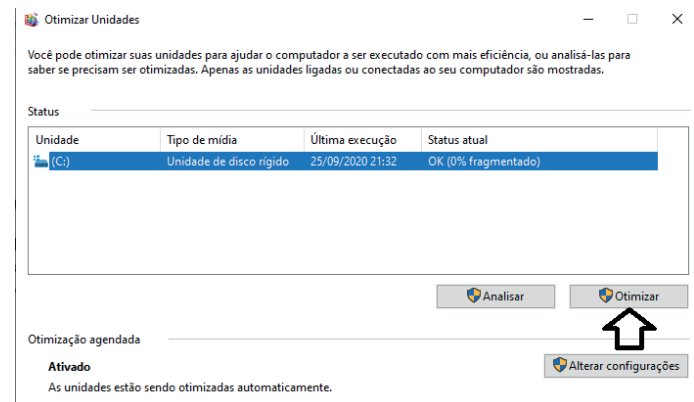 Otimizar Unidades
Você pode otimizar suas unidades para ajudar o computador a ser executado com mais eficiência, ou analisá-las para
saber se precisam ser otimizadas. Apenas as unidades ligadas ou conectadas ao seu computador são mostradas.
Status
Unidade Tipo de mídia Última execução Status atual
(C:) Unidade de disco rígido 25/09/2020 21:32 OK (0% fragmentado)
Analisar Otimizar
Otimização agendada
Ativado Alterar configurações
As unidades estão sendo otimizadas automaticamente.